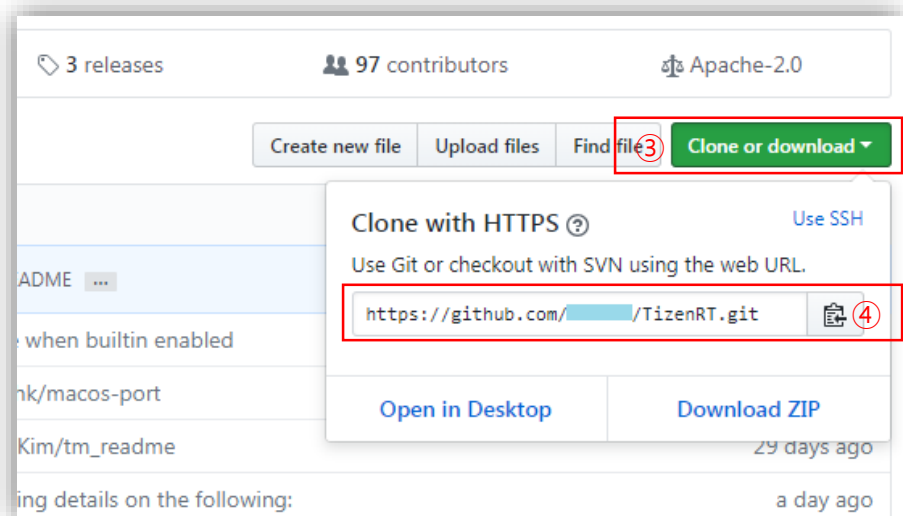 3 releases 97 contributors Apache-2.0
Create new file Upload files Find file ③ Clone or download
Clone with HTTPS ? Use SSH
Use Git or checkout with SVN using the web URL.
ADME ...
https://github.com/ /TizenRT.git ④
when builtin enabled
nk/macos-port
Open in Desktop Download ZIP
Kim/tm_readme 29 days ago
ing details on the following: a day ago